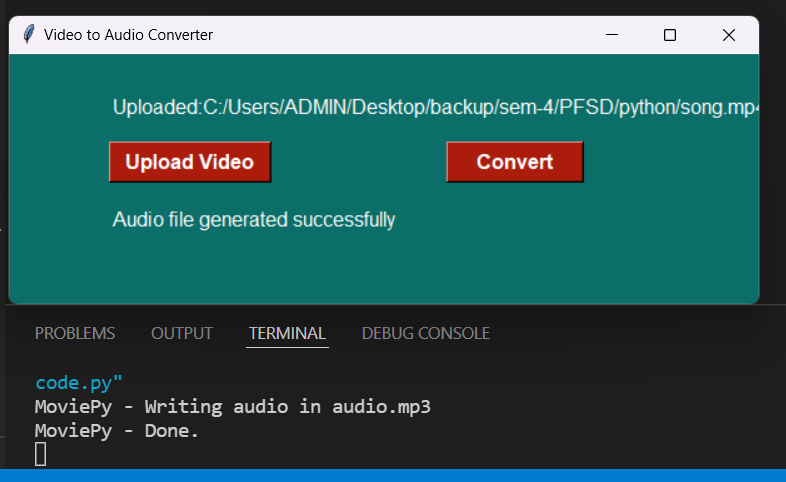 Video to Audio Converter
Uploaded:C:/Users/ADMIN/Desktop/backup/sem-4/PFSD/python/song.mp4
Upload Video Convert
Audio file generated successfully
PROBLEMS OUTPUT TERMINAL DEBUG CONSOLE
code.py"
MoviePy - Writing audio in audio.mp3
MoviePy - Done.